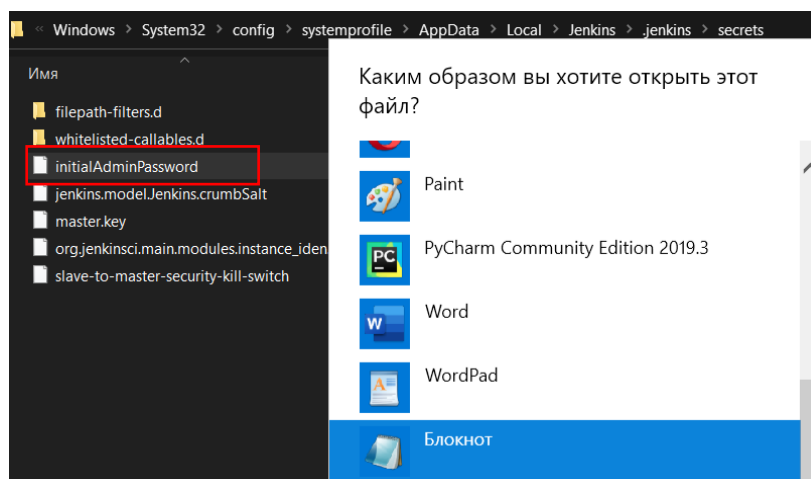 « Windows > System32 > config > systemprofile > AppData > Local > Jenkins > .jenkins > secrets
Имя
filepath-filters.d
whitelisted-callables.d
initialAdminPassword
jenkins.model.Jenkins.crumbSalt
master.key
org.jenkinsci.main.modules.instance_iden
slave-to-master-security-kill-switch
Каким образом вы хотите открыть этот
файл?
Paint
PyCharm Community Edition 2019.3
Word
WordPad
Блокнот